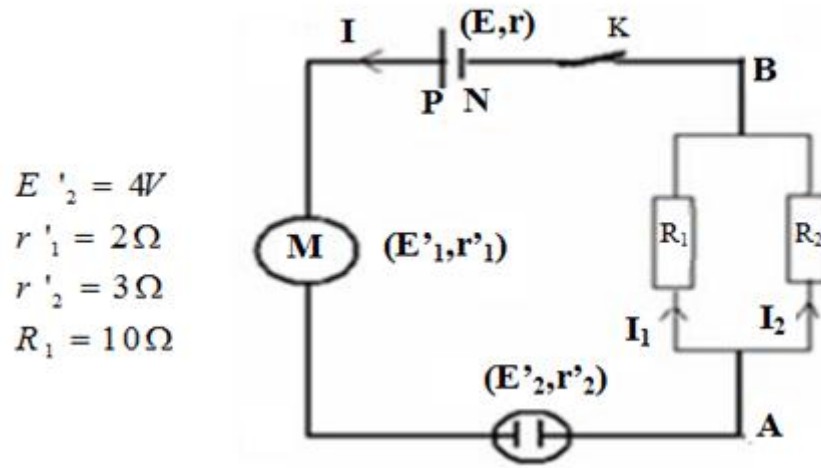 (E,r)
I
K
P N
B
E '₂ = 4V
r '₁ = 2Ω
r '₂ = 3Ω
R₁ = 10Ω
M
(E’₁,r’₁)
R₁
R₂
I₁
I₂
(E’₂,r’₂)
A